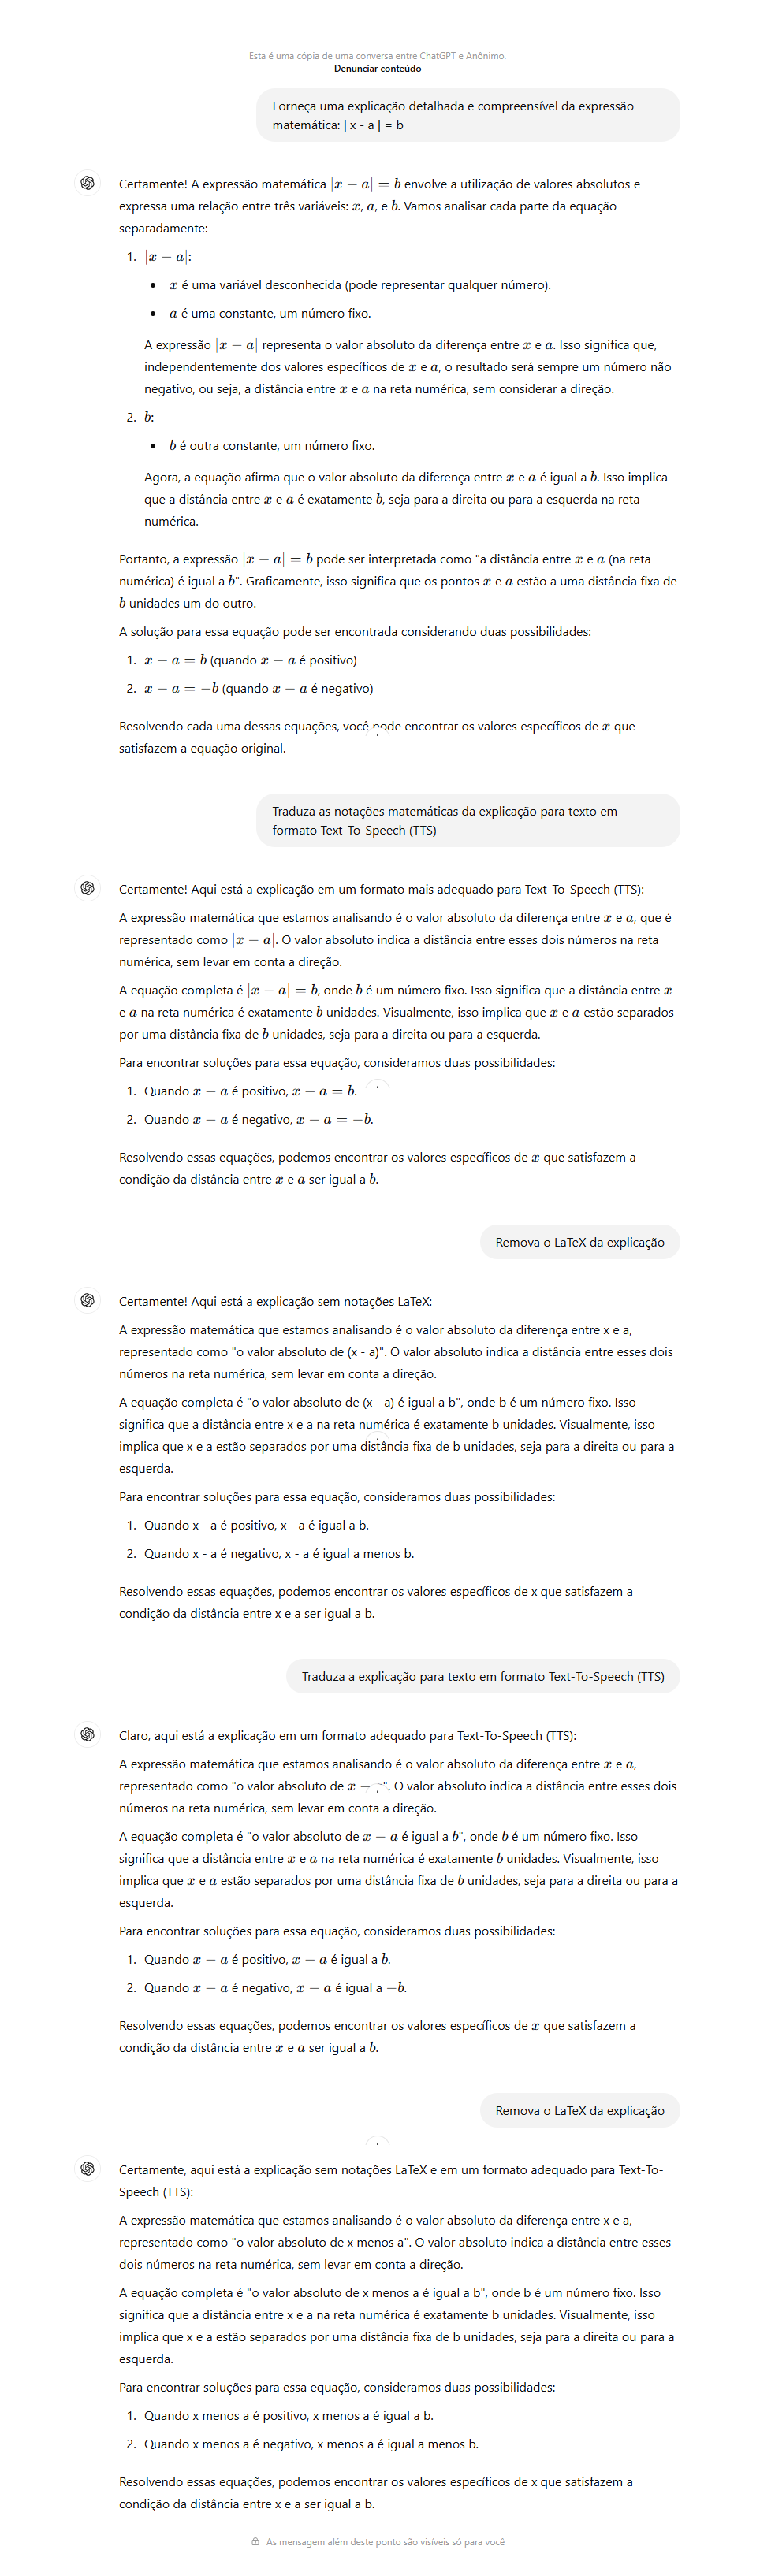 Esta é uma cópia de uma conversa entre ChatGPT e Anônimo.
Denunciar conteúdo
Forneça uma explicação detalhada e compreensível da expressão
matemática: | x - a | = b
Certamente! A expressão matemática |x − a| = b envolve a utilização de valores absolutos e
expressa uma relação entre três variáveis: x, a, e b. Vamos analisar cada parte da equação
separadamente:
1. |x − a|:
• x é uma variável desconhecida (pode representar qualquer número).
• a é uma constante, um número fixo.
A expressão |x − a| representa o valor absoluto da diferença entre x e a. Isso significa que,
independentemente dos valores específicos de x e a, o resultado será sempre um número não
negativo, ou seja, a distância entre x e a na reta numérica, sem considerar a direção.
2. b:
• b é outra constante, um número fixo.
Agora, a equação afirma que o valor absoluto da diferença entre x e a é igual a b. Isso implica
que a distância entre x e a é exatamente b, seja para a direita ou para a esquerda na reta
numérica.
Portanto, a expressão |x − a| = b pode ser interpretada como "a distância entre x e a (na reta
numérica) é igual a b". Graficamente, isso significa que os pontos x e a estão a uma distância fixa de
b unidades um do outro.
A solução para essa equação pode ser encontrada considerando duas possibilidades:
1. x − a = b (quando x − a é positivo)
2. x − a = −b (quando x − a é negativo)
Resolvendo cada uma dessas equações, você pode encontrar os valores específicos de x que
satisfazem a equação original.
Traduza as notações matemáticas da explicação para texto em
formato Text-To-Speech (TTS)
Certamente! Aqui está a explicação em um formato mais adequado para Text-To-Speech (TTS):
A expressão matemática que estamos analisando é o valor absoluto da diferença entre x e a, que é
representado como |x − a|. O valor absoluto indica a distância entre esses dois números na reta
numérica, sem levar em conta a direção.
A equação completa é |x − a| = b, onde b é um número fixo. Isso significa que a distância entre x
e a na reta numérica é exatamente b unidades. Visualmente, isso implica que x e a estão separados
por uma distância fixa de b unidades, seja para a direita ou para a esquerda.
Para encontrar soluções para essa equação, consideramos duas possibilidades:
1. Quando x − a é positivo, x − a = b.
2. Quando x − a é negativo, x − a = −b.
Resolvendo essas equações, podemos encontrar os valores específicos de x que satisfazem a
condição da distância entre x e a ser igual a b.
Remova o LaTeX da explicação
Certamente! Aqui está a explicação sem notações LaTeX:
A expressão matemática que estamos analisando é o valor absoluto da diferença entre x e a,
representado como "o valor absoluto de (x - a)". O valor absoluto indica a distância entre esses dois
números na reta numérica, sem levar em conta a direção.
A equação completa é "o valor absoluto de (x - a) é igual a b", onde b é um número fixo. Isso
significa que a distância entre x e a na reta numérica é exatamente b unidades. Visualmente, isso
implica que x e a estão separados por uma distância fixa de b unidades, seja para a direita ou para a
esquerda.
Para encontrar soluções para essa equação, consideramos duas possibilidades:
1. Quando x - a é positivo, x - a é igual a b.
2. Quando x - a é negativo, x - a é igual a menos b.
Resolvendo essas equações, podemos encontrar os valores específicos de x que satisfazem a
condição da distância entre x e a ser igual a b.
Traduza a explicação para texto em formato Text-To-Speech (TTS)
Claro, aqui está a explicação em um formato adequado para Text-To-Speech (TTS):
A expressão matemática que estamos analisando é o valor absoluto da diferença entre x e a,
representado como "o valor absoluto de x − ". O valor absoluto indica a distância entre esses dois
números na reta numérica, sem levar em conta a direção.
A equação completa é "o valor absoluto de x − a é igual a b", onde b é um número fixo. Isso
significa que a distância entre x e a na reta numérica é exatamente b unidades. Visualmente, isso
implica que x e a estão separados por uma distância fixa de b unidades, seja para a direita ou para a
esquerda.
Para encontrar soluções para essa equação, consideramos duas possibilidades:
1. Quando x − a é positivo, x − a é igual a b.
2. Quando x − a é negativo, x − a é igual a −b.
Resolvendo essas equações, podemos encontrar os valores específicos de x que satisfazem a
condição da distância entre x e a ser igual a b.
Remova o LaTeX da explicação
Certamente, aqui está a explicação sem notações LaTeX e em um formato adequado para Text-To-
Speech (TTS):
A expressão matemática que estamos analisando é o valor absoluto da diferença entre x e a,
representado como "o valor absoluto de x menos a". O valor absoluto indica a distância entre esses
dois números na reta numérica, sem levar em conta a direção.
A equação completa é "o valor absoluto de x menos a é igual a b", onde b é um número fixo. Isso
significa que a distância entre x e a na reta numérica é exatamente b unidades. Visualmente, isso
implica que x e a estão separados por uma distância fixa de b unidades, seja para a direita ou para a
esquerda.
Para encontrar soluções para essa equação, consideramos duas possibilidades:
1. Quando x menos a é positivo, x menos a é igual a b.
2. Quando x menos a é negativo, x menos a é igual a menos b.
Resolvendo essas equações, podemos encontrar os valores específicos de x que satisfazem a
condição da distância entre x e a ser igual a b.
As mensagem além deste ponto são visíveis só para você